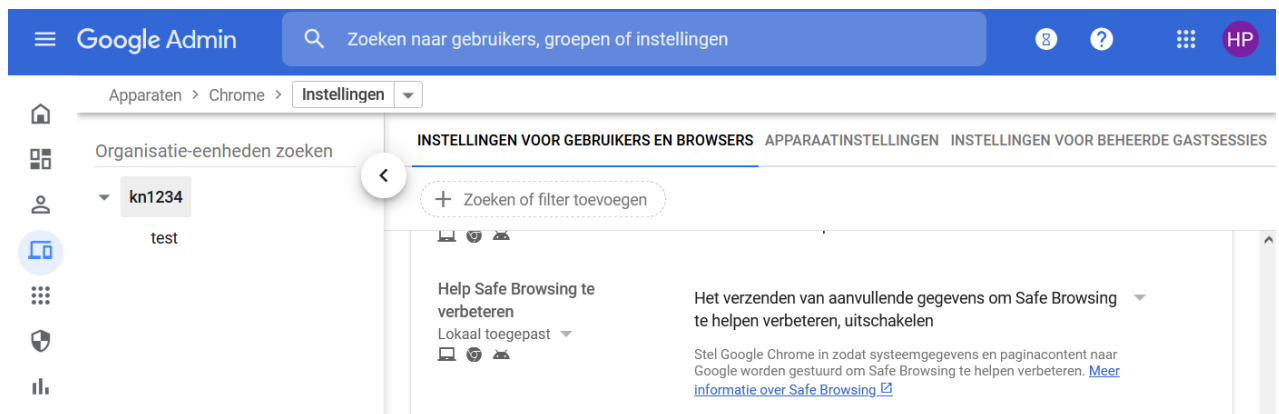 Google Admin
Zoeken naar gebruikers, groepen of instellingen
HP
Apparaten > Chrome > Instellingen
Organisatie-eenheden zoeken
kn1234
test
INSTELLINGEN VOOR GEBRUIKERS EN BROWSERS APPARAATINSTELLINGEN INSTELLINGEN VOOR BEHEERDE GASTSESSIES
Zoeken of filter toevoegen
Help Safe Browsing te
verbeteren
Lokaal toegepast
Het verzenden van aanvullende gegevens om Safe Browsing
te helpen verbeteren, uitschakelen
Stel Google Chrome in zodat systeemgegevens en paginacontent naar
Google worden gestuurd om Safe Browsing te helpen verbeteren. Meer
informatie over Safe Browsing